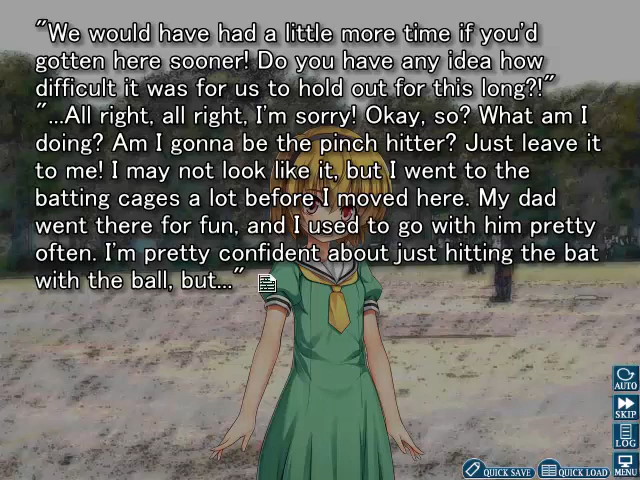 "We would have had a little more time if you'd
gotten here sooner! Do you have any idea how
difficult it was for us to hold out for this long?!"
"...All right, all right, I'm sorry! Okay, so? What am I
doing? Am I gonna be the pinch hitter? Just leave it
to me! I may not look like it, but I went to the
batting cages a lot before I moved here. My dad
went there for fun, and I used to go with him pretty
often. I'm pretty confident about just hitting the bat
with the ball, but..."
AUTO
SKIP
LOG
MENU
QUICK SAVE
QUICK LOAD